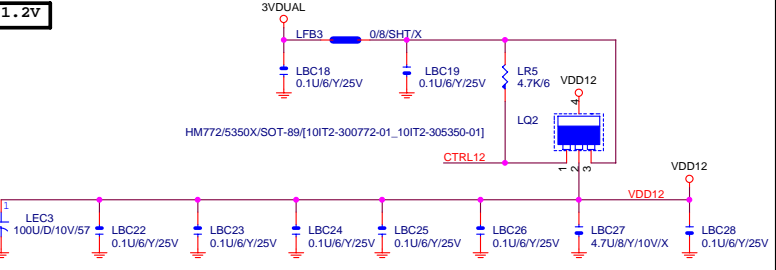 1.2V
3VDUAL
LFB3 0/8/SHT/X
LBC18
0.1U/6/Y/25V
LBC19
0.1U/6/Y/25V
LR5
4.7K/6
VDD12
4
LQ2
HM772/5350X/SOT-89/[10IT2-300772-01_10IT2-305350-01]
CTRL12
1 2 3
VDD12
VDD12
1
LEC3
100U/D/10V/57
LBC22
0.1U/6/Y/25V
LBC23
0.1U/6/Y/25V
LBC24
0.1U/6/Y/25V
LBC25
0.1U/6/Y/25V
LBC26
0.1U/6/Y/25V
LBC27
4.7U/8/Y/10V/X
LBC28
0.1U/6/Y/25V